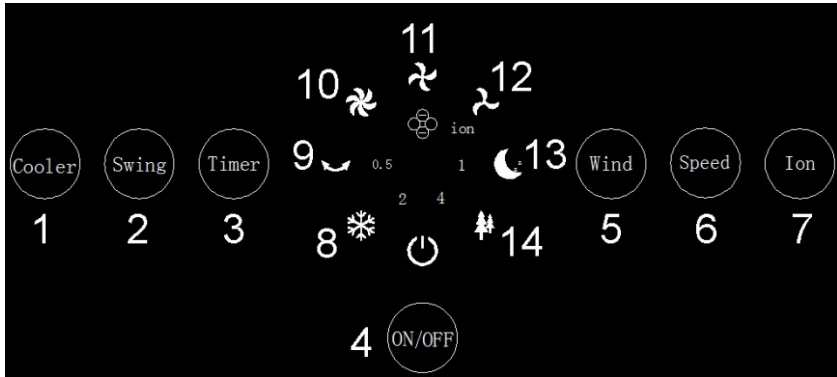 11
10 12
ion
Cooler Swing Timer 9 0.5 1 13 Wind Speed Ion
2 4
1 2 3 8 14 5 6 7
4 ON/OFF